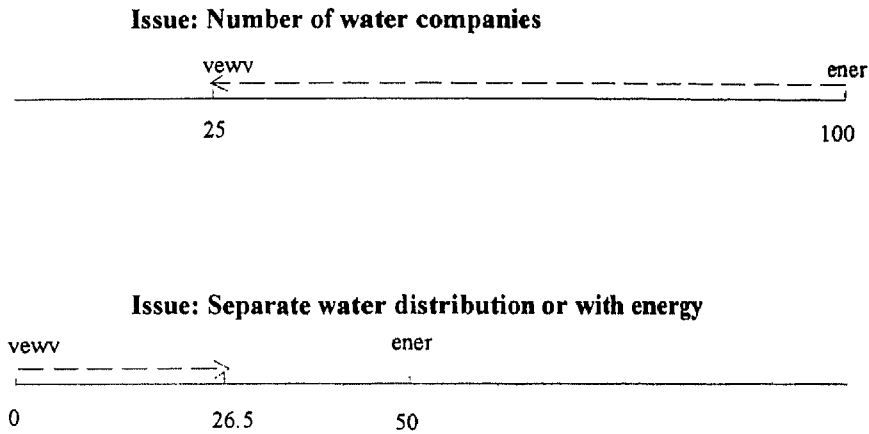 Issue: Number of water companies
vewv
ener
25
100
Issue: Separate water distribution or with energy
vewv
ener
0
26.5
50